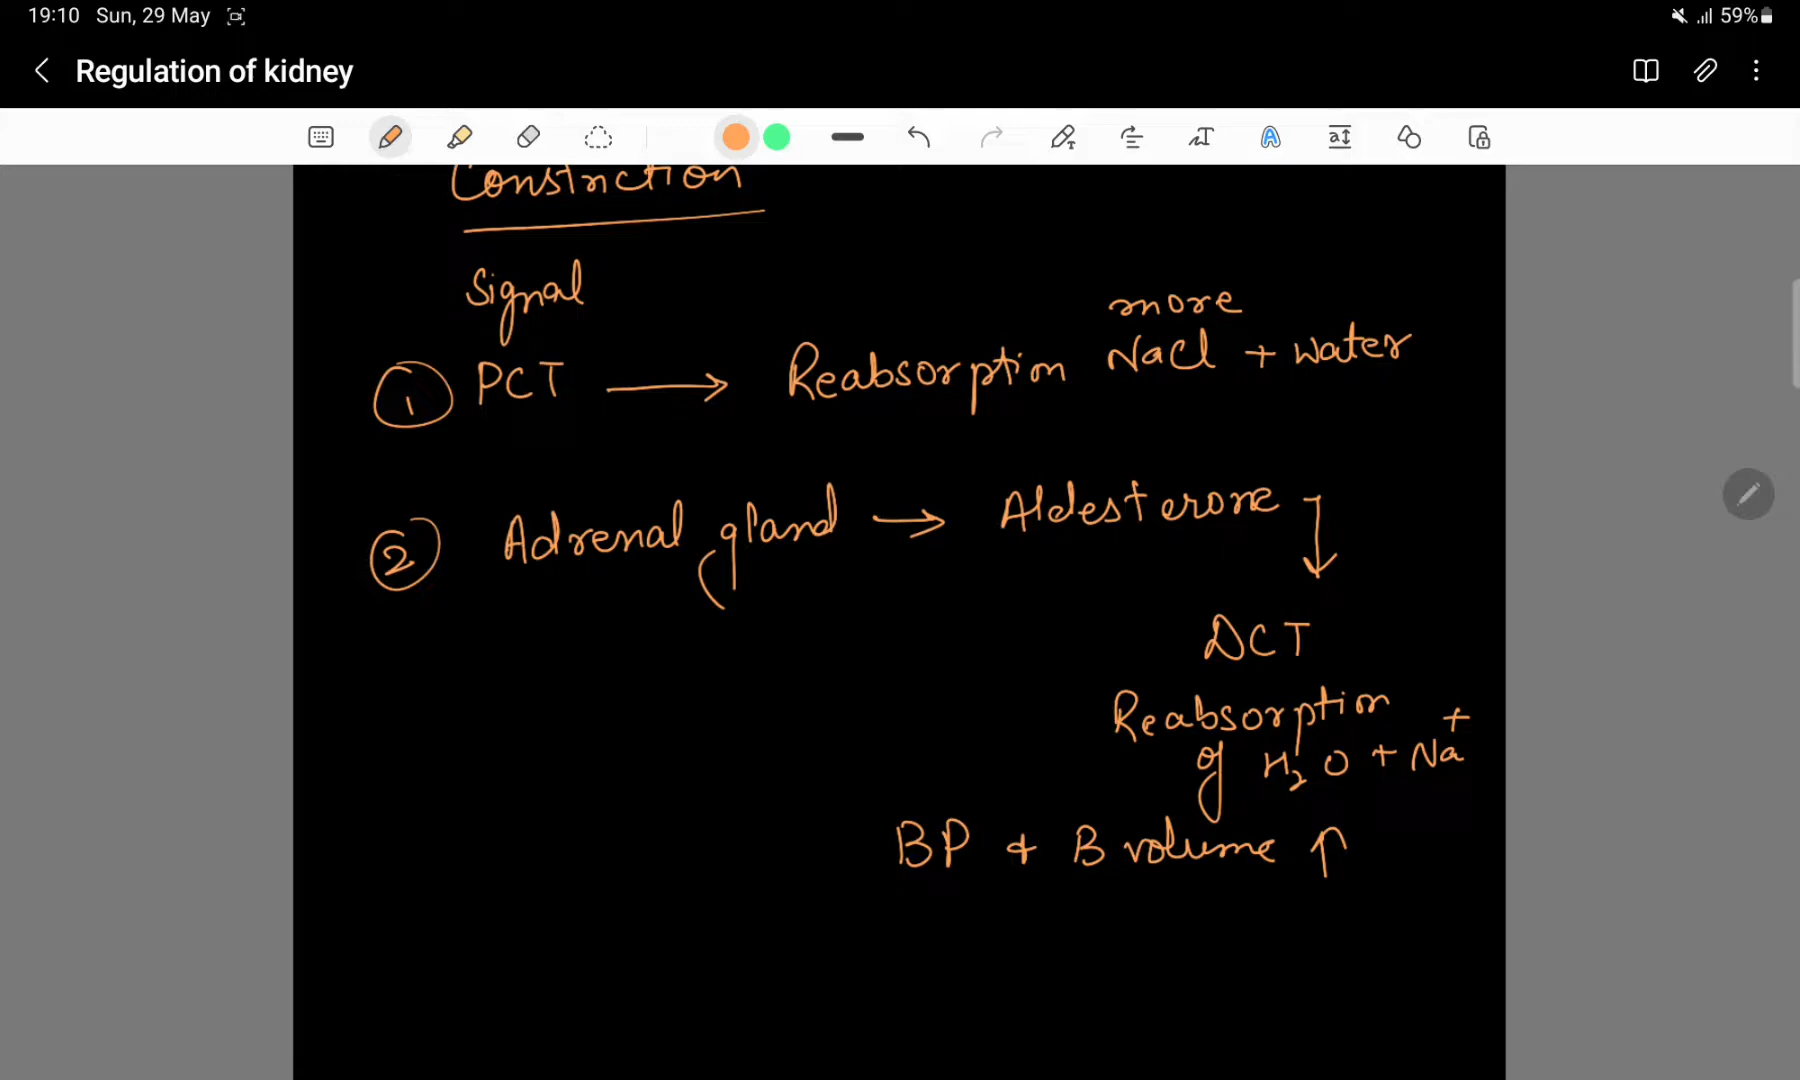 19:10 Sun, 29 May
59%
Regulation of kidney
Constriction
Signal
more
① PCT → Reabsorption NaCl + water
② Adrenal gland → Aldesterone ↓
DCT
Reabsorption
of H₂O + Na⁺
BP + B volume ↑